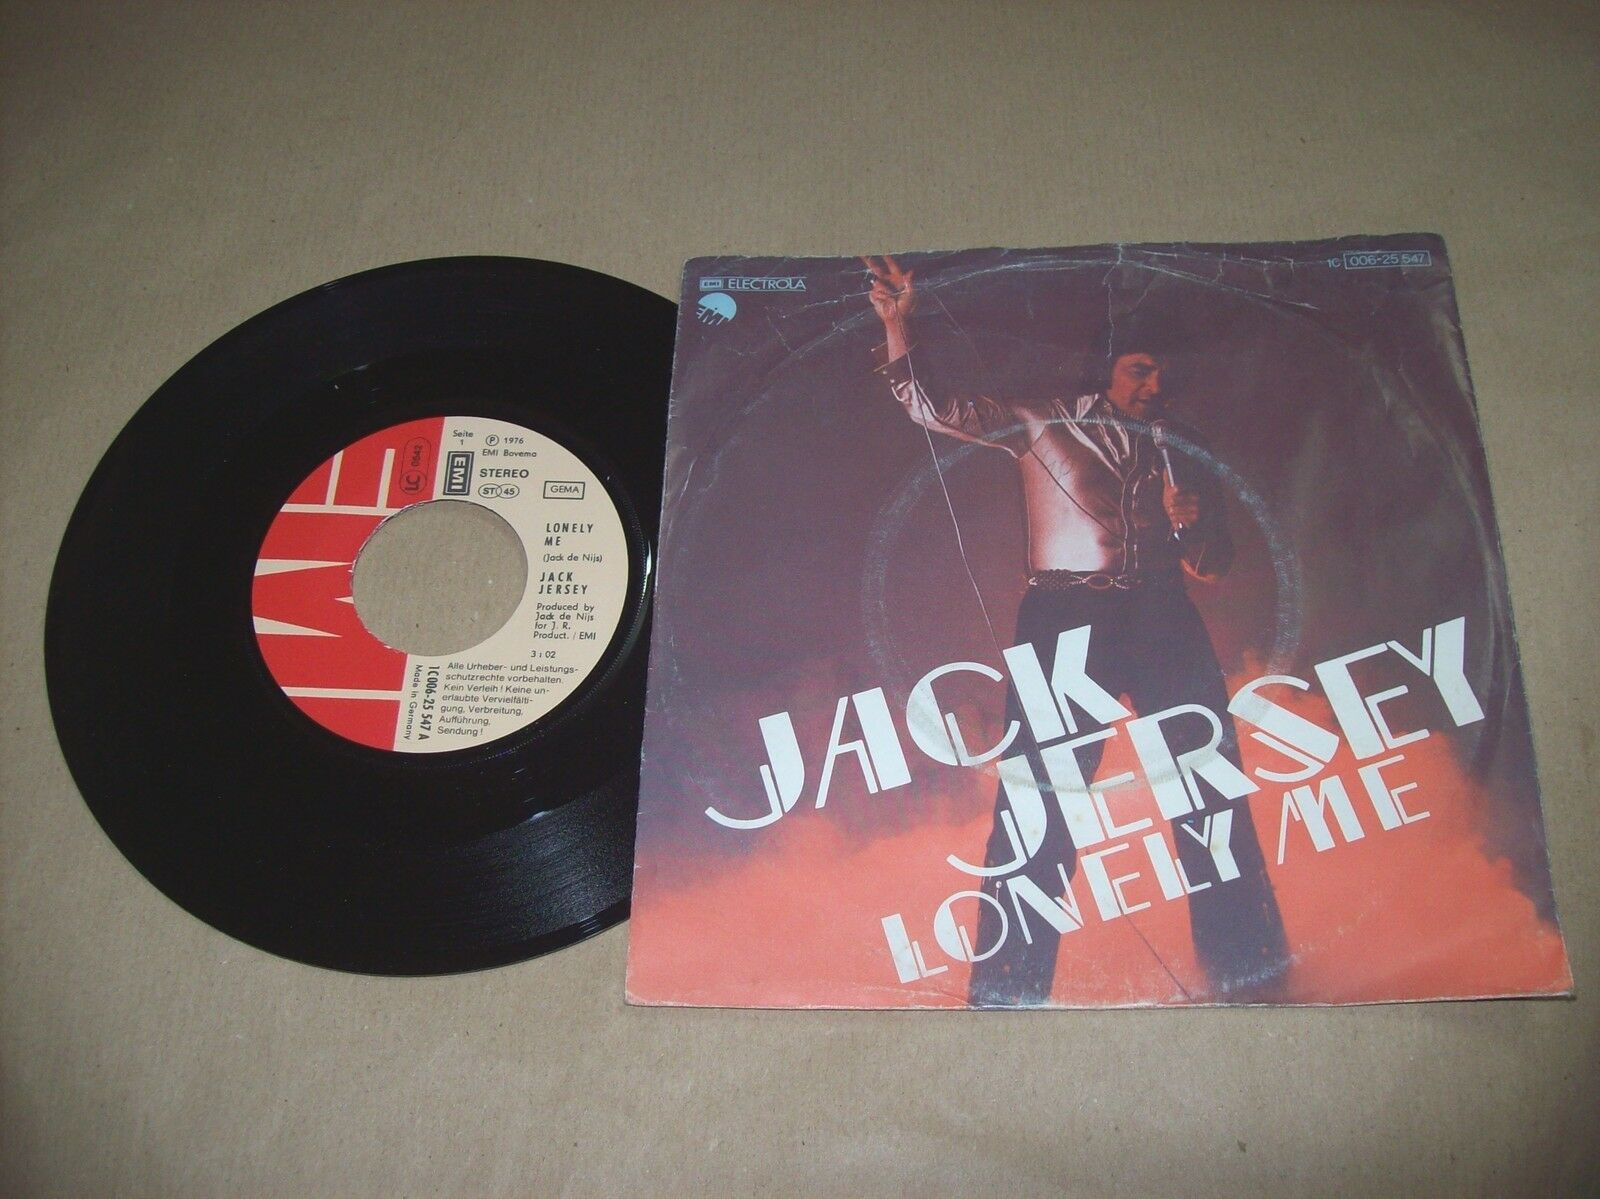 LC 0542
Seite
1
EMI
℗ 1976
EMI Bovema
STEREO
ST 45
GEMA
LONELY
ME
(Jack de Nijs)
JACK
JERSEY
Produced by
Jack de Nijs
for J. R.
Product. / EMI
3 : 02
Alle Urheber- und Leistungs-
schutzrechte vorbehalten.
Kein Verleih! Keine un-
erlaubte Vervielfälti-
gung, Verbreitung,
Aufführung,
Sendung!
1C006-25 547 A
Made in Germany
EMI
EMI ELECTROLA
EMI
1C 006-25 547
JACK
JERSEY
LONELY ME